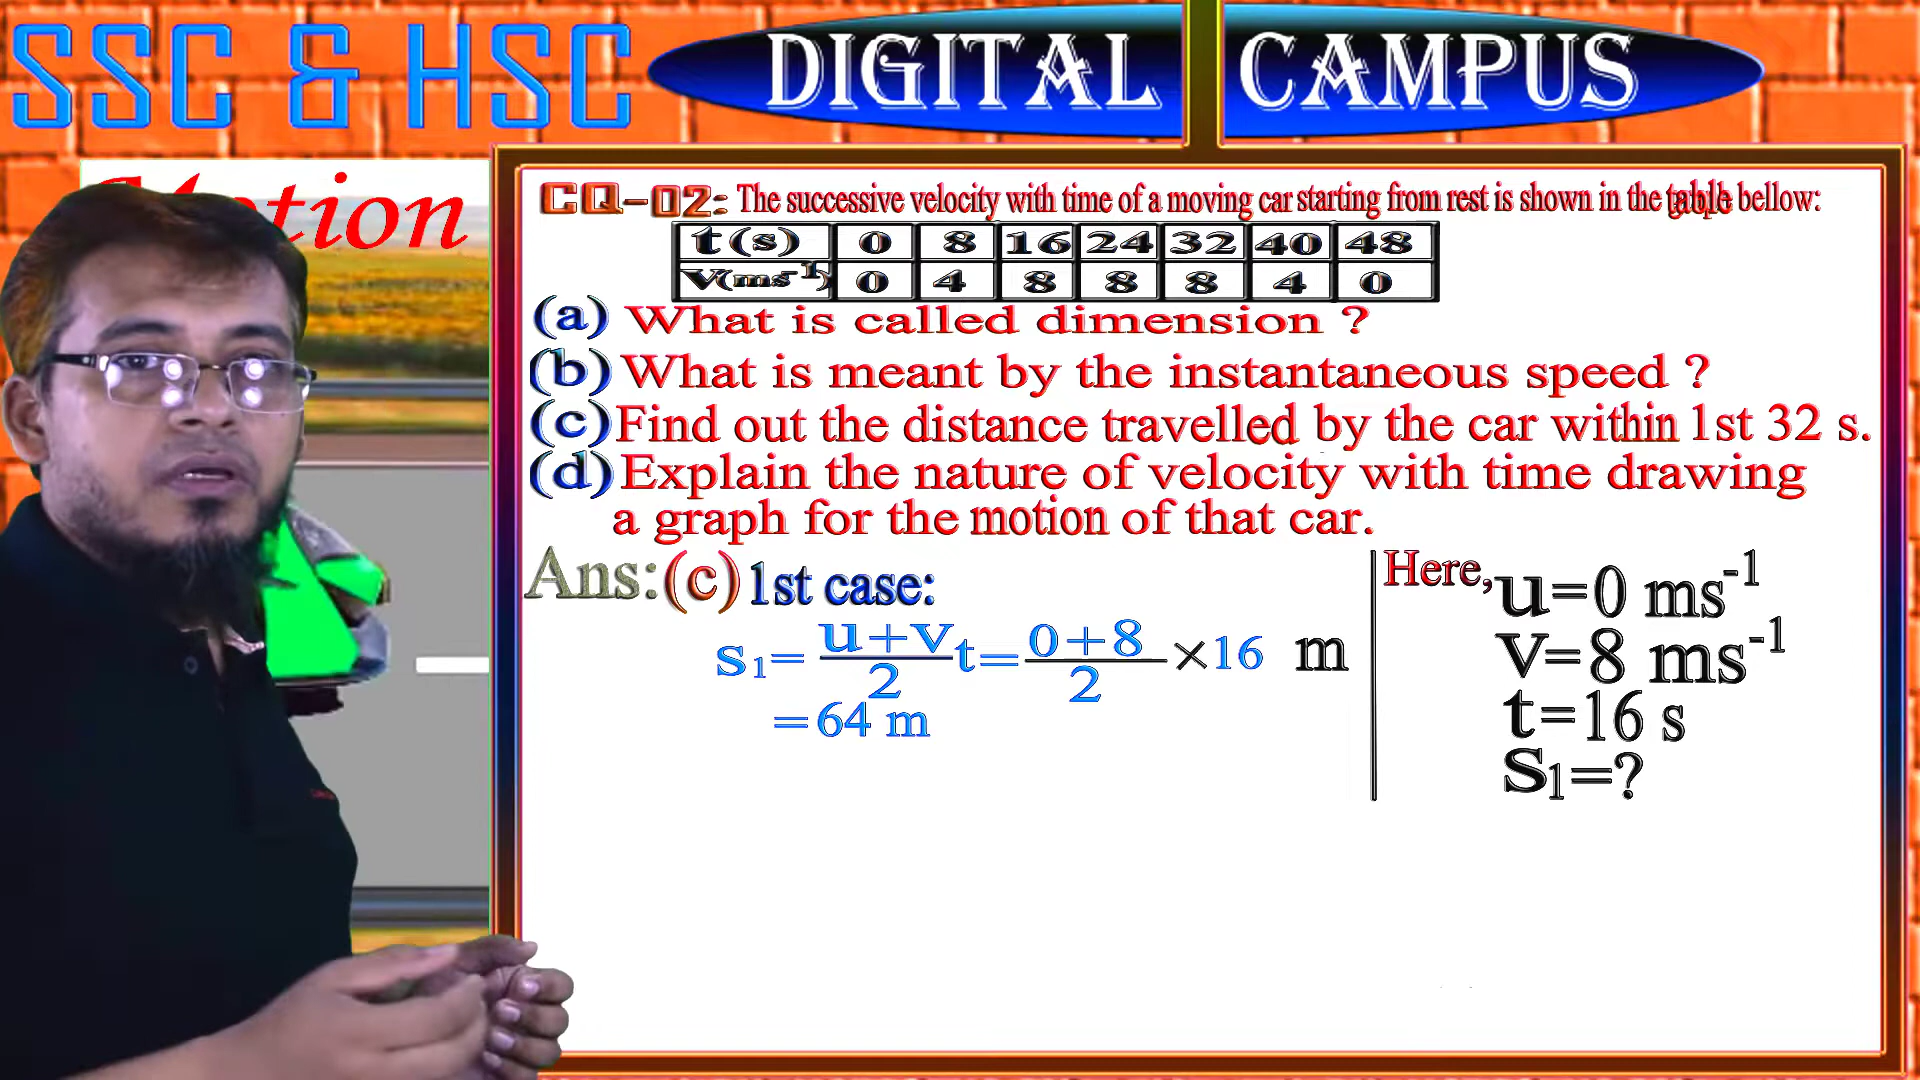 SSC & HSC DIGITAL CAMPUS
Motion
CQ-02: The successive velocity with time of a moving car starting from rest is shown in the table bellow:
t(s) 0 8 16 24 32 40 48
V(ms⁻¹) 0 4 8 8 8 4 0
(a) What is called dimension ?
(b) What is meant by the instantaneous speed ?
(c) Find out the distance travelled by the car within 1st 32 s.
(d) Explain the nature of velocity with time drawing
a graph for the motion of that car.
Ans: (c) 1st case:
s₁ = (u+v)/2 t = (0+8)/2 ×16 m
=64 m
Here, u=0 ms⁻¹
v=8 ms⁻¹
t=16 s
s₁=?